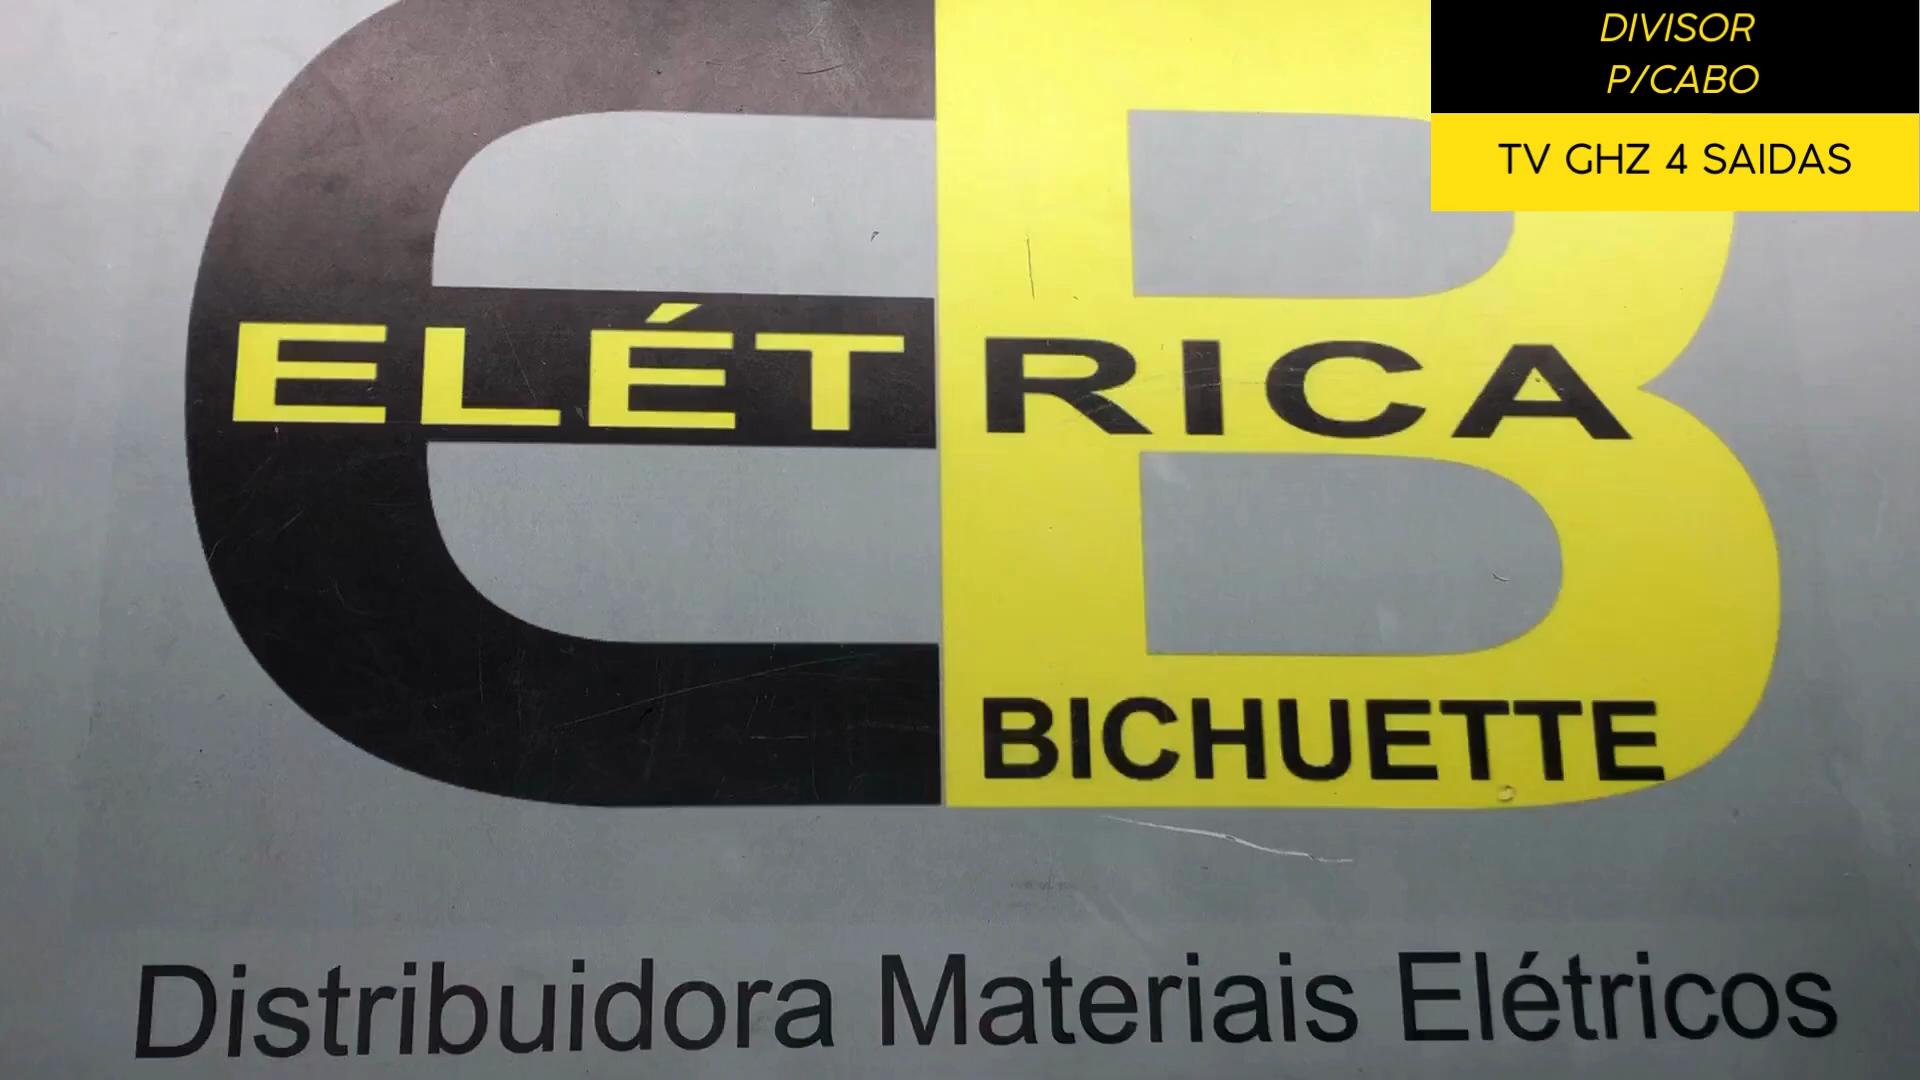 DIVISOR
P/CABO
TV GHZ 4 SAIDAS
ELÉTRICA
BICHUETTE
Distribuidora Materiais Elétricos